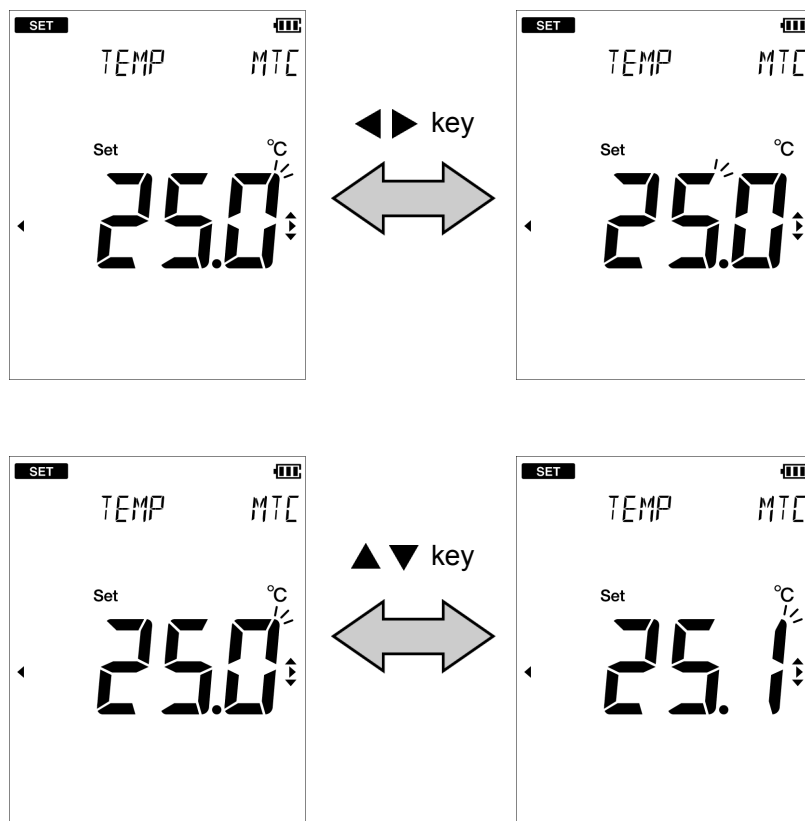 SET
TEMP MTC
Set °C
25.0
◀ ▶ key
SET
TEMP MTC
Set °C
25.0
SET
TEMP MTC
Set °C
25.0
▲ ▼ key
SET
TEMP MTC
Set °C
25.1